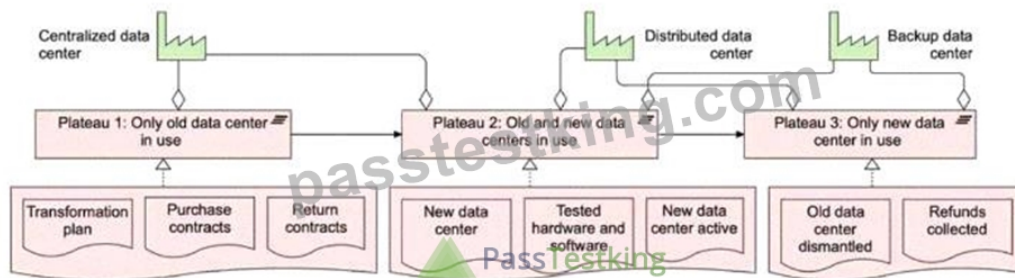 Centralized data
center
Distributed data
center
Backup data
center
Plateau 1: Only old data center
in use
Plateau 2: Old and new data
centers in use
Plateau 3: Only new data
center in use
passtestking.com
Transformation
plan
Purchase
contracts
Return
contracts
New data
center
Tested
hardware and
software
New data
center active
Old data
center
dismantled
Refunds
collected
PassTestking